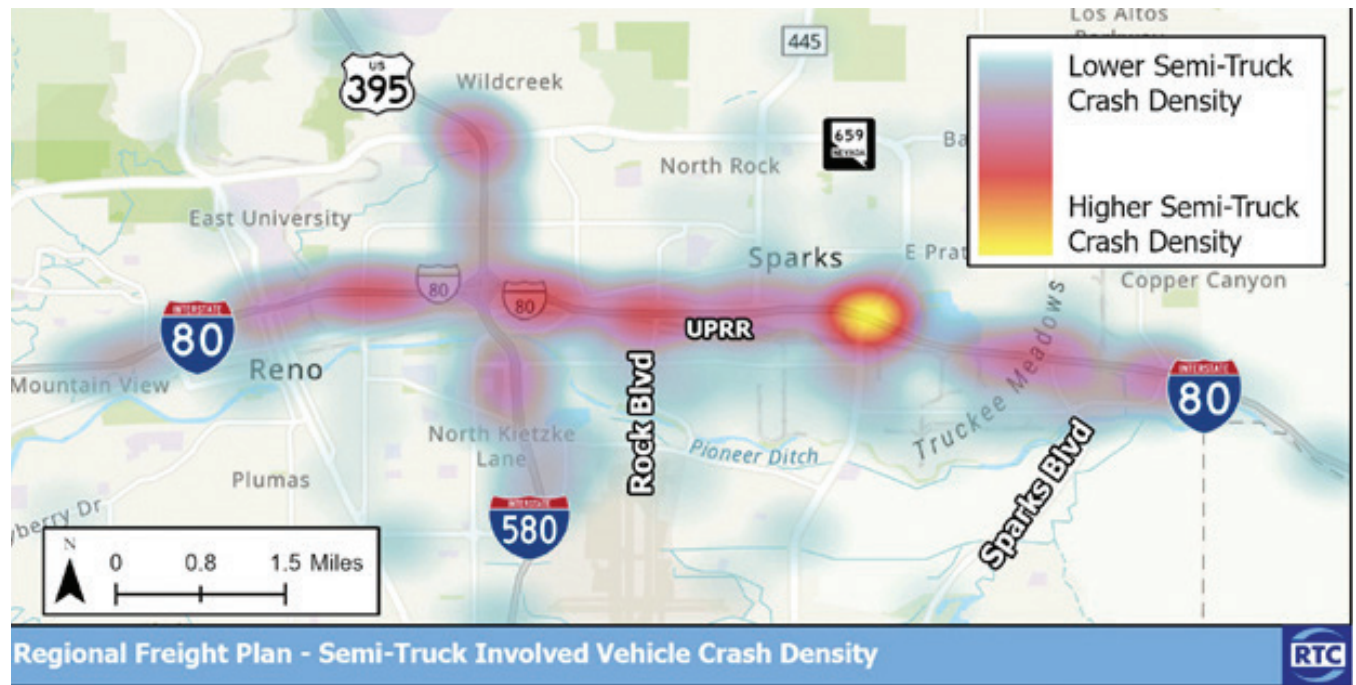 Los Altos
Parkway
445
US
395
Wildcreek
Lower Semi-Truck
Crash Density
659
NEVADA
Ba
North Rock
Higher Semi-Truck
Crash Density
East University
Sparks
E Prat
Copper Canyon
80
80
INTERSTATE
80
UPRR
Reno
Mountain View
Rock Blvd
Truckee Meadows
INTERSTATE
80
North Kietzke
Lane
Pioneer Ditch
Plumas
Sparks Blvd
INTERSTATE
580
yberry Dr
N
0 0.8 1.5 Miles
Regional Freight Plan - Semi-Truck Involved Vehicle Crash Density
RTC